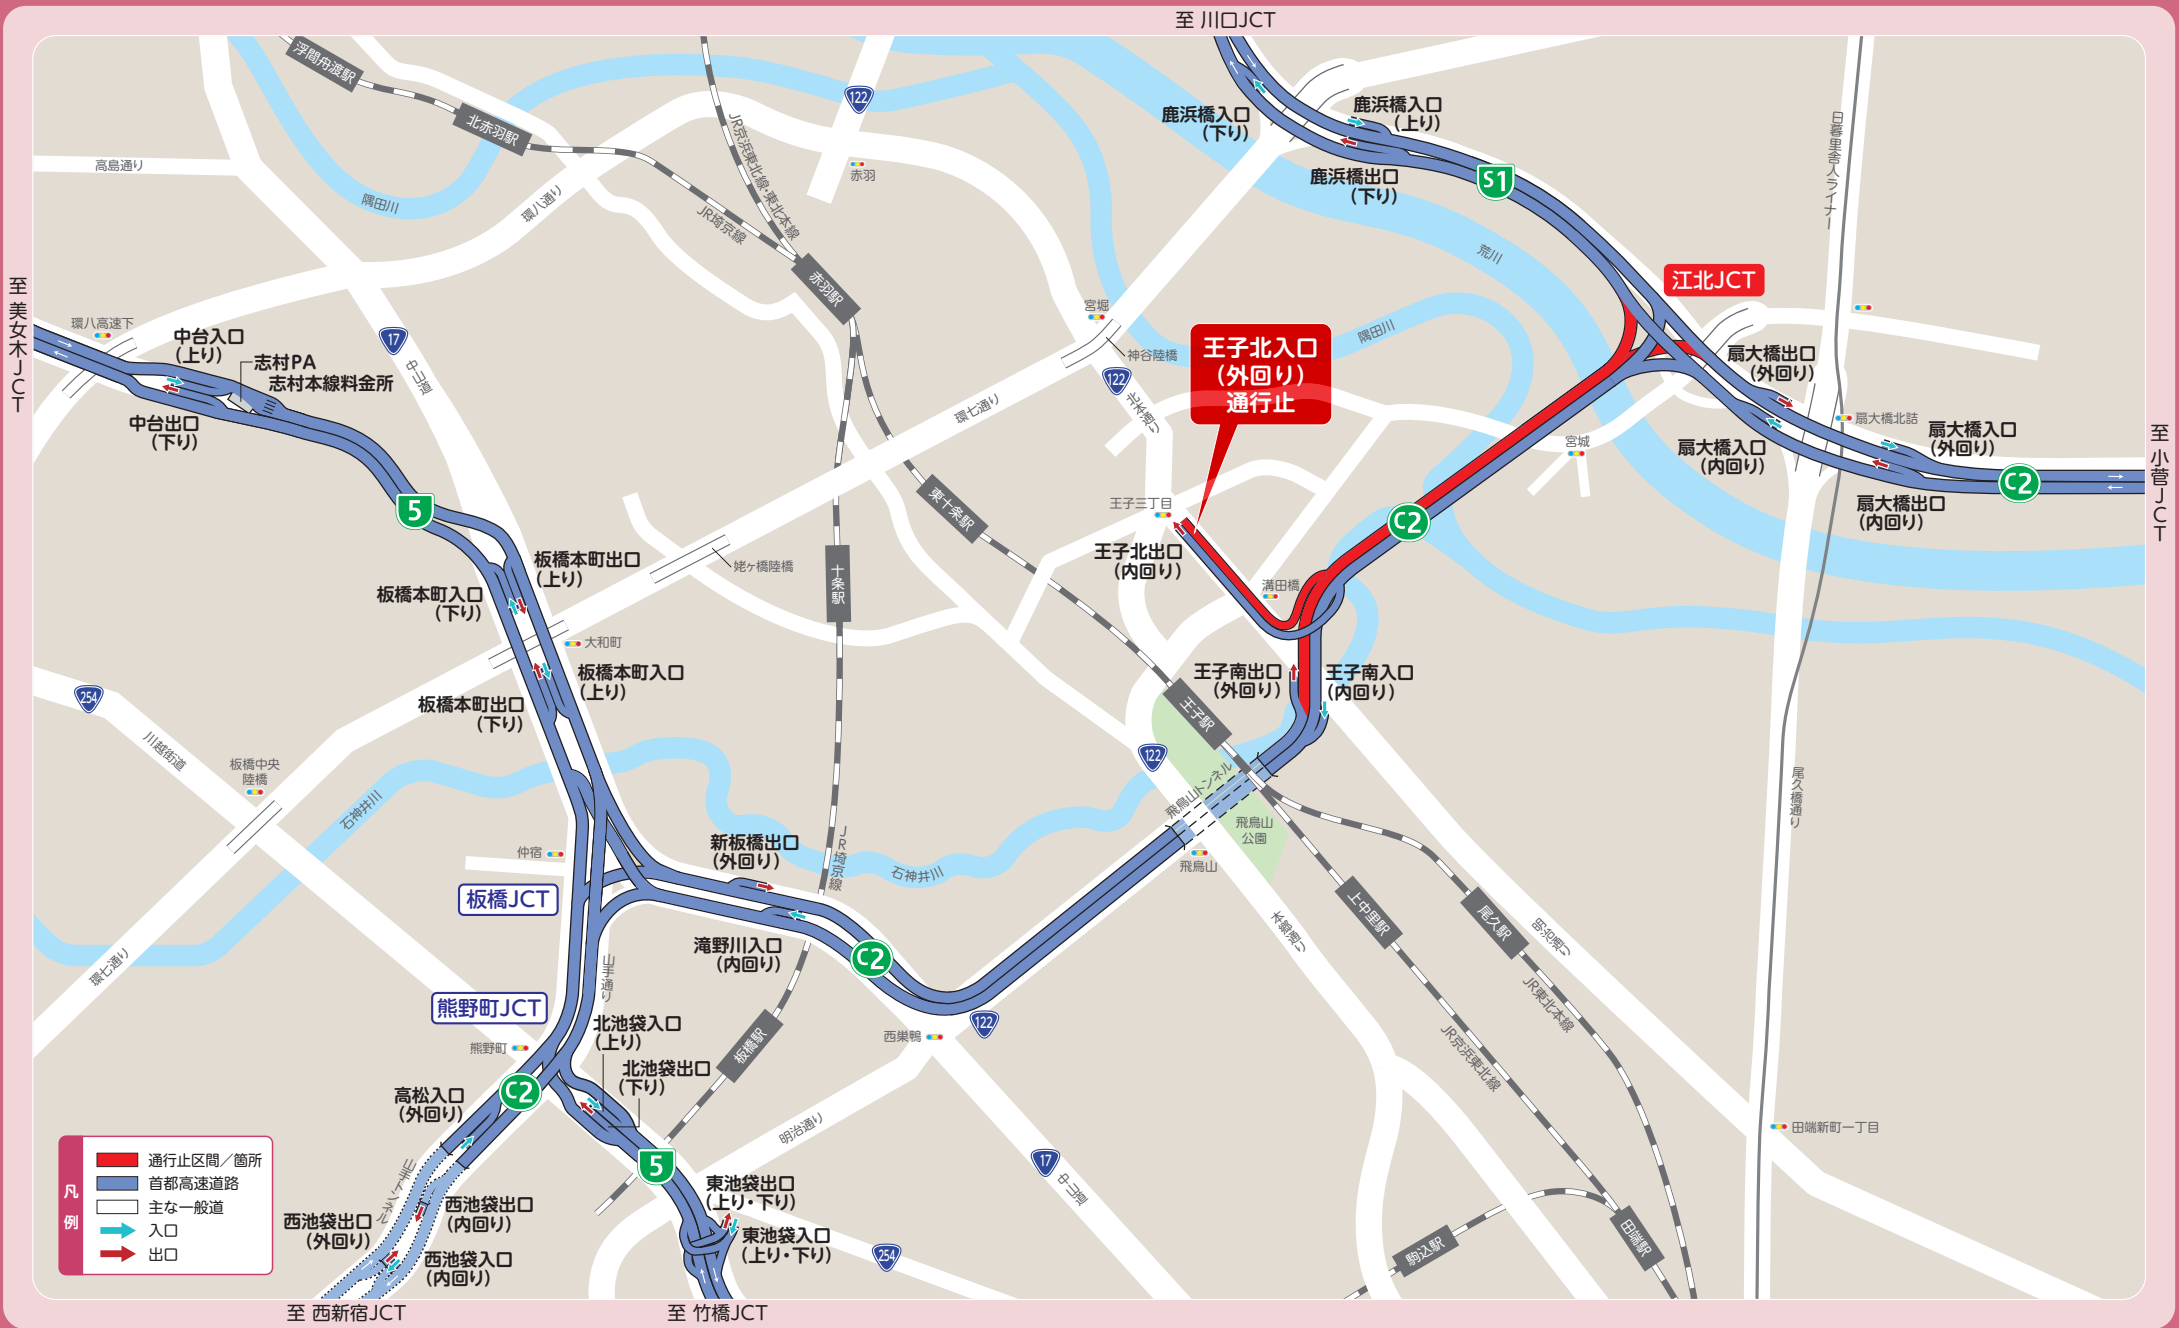 至 川口JCT
浮間舟渡駅
北赤羽駅
JR京浜東北線・東北本線
122
鹿浜橋入口
(下り)
鹿浜橋入口
(上り)
高島通り
隅田川
環八通り
赤羽
鹿浜橋出口
(下り)
S1
日暮里舎人ライナー
JR埼京線
荒川
赤羽駅
江北JCT
至 美女木JCT
環八高速下
中台入口
(上り)
17
中山道
志村PA
志村本線料金所
中台出口
(下り)
宮堀
神谷陸橋
122
北本通り
環七通り
隅田川
王子北入口
(外回り)
通行止
扇大橋出口
(外回り)
扇大橋北詰
扇大橋入口
(外回り)
扇大橋入口
(内回り)
宮城
C2
扇大橋出口
(内回り)
至 小菅JCT
5
東十条駅
王子三丁目
C2
王子北出口
(内回り)
溝田橋
板橋本町出口
(上り)
板橋本町入口
(下り)
姥ヶ橋陸橋
十条駅
大和町
板橋本町入口
(上り)
板橋本町出口
(下り)
王子南出口
(外回り)
王子南入口
(内回り)
254
川越街道
板橋中央
陸橋
石神井川
王子駅
122
飛鳥山トンネル
飛鳥山
公園
飛鳥山
尾久橋通り
仲宿
新板橋出口
(外回り)
JR埼京線
石神井川
板橋JCT
環七通り
滝野川入口
(内回り)
C2
本郷通り
上中里駅
尾久駅
明治通り
山手通り
熊野町JCT
熊野町
北池袋入口
(上り)
北池袋出口
(下り)
板橋駅
西巣鴨
122
JR東北本線
JR京浜東北線
C2
高松入口
(外回り)
明治通り
田端新町一丁目
凡例
通行止区間／箇所
首都高速道路
主な一般道
入口
出口
山手トンネル
5
17
中山道
西池袋出口
(外回り)
西池袋出口
(内回り)
西池袋入口
(内回り)
東池袋出口
(上り・下り)
東池袋入口
(上り・下り)
254
駒込駅
田端駅
至 西新宿JCT
至 竹橋JCT